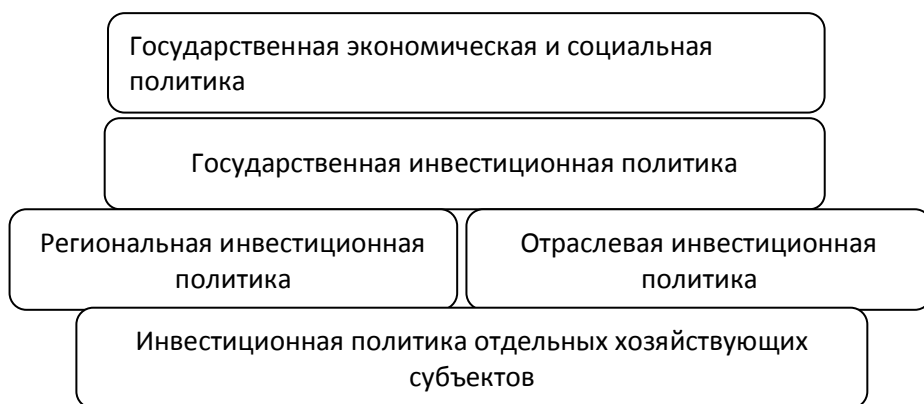 Государственная экономическая и социальная
политика
Государственная инвестиционная политика
Региональная инвестиционная
политика
Отраслевая инвестиционная
политика
Инвестиционная политика отдельных хозяйствующих
субъектов